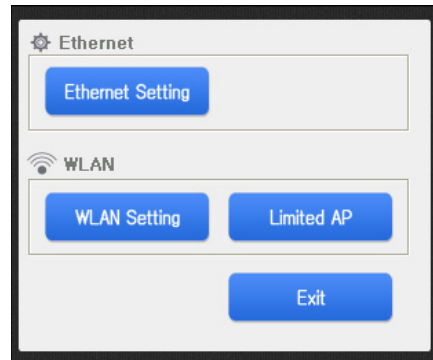 Ethernet
Ethernet Setting
WLAN
WLAN Setting Limited AP
Exit